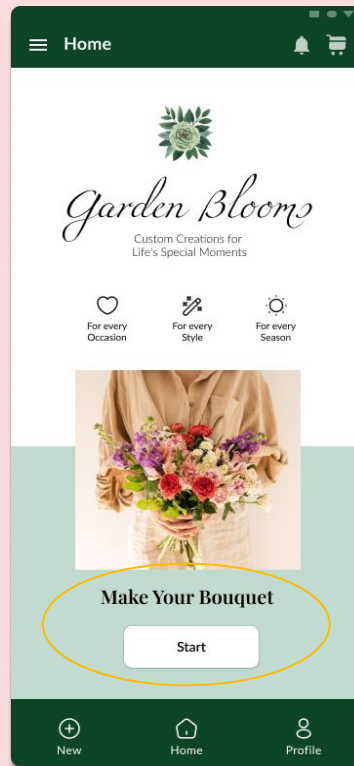 Home
Garden Blooms
Custom Creations for
Life's Special Moments
For every
Occasion
For every
Style
For every
Season
Make Your Bouquet
Start
New
Home
Profile